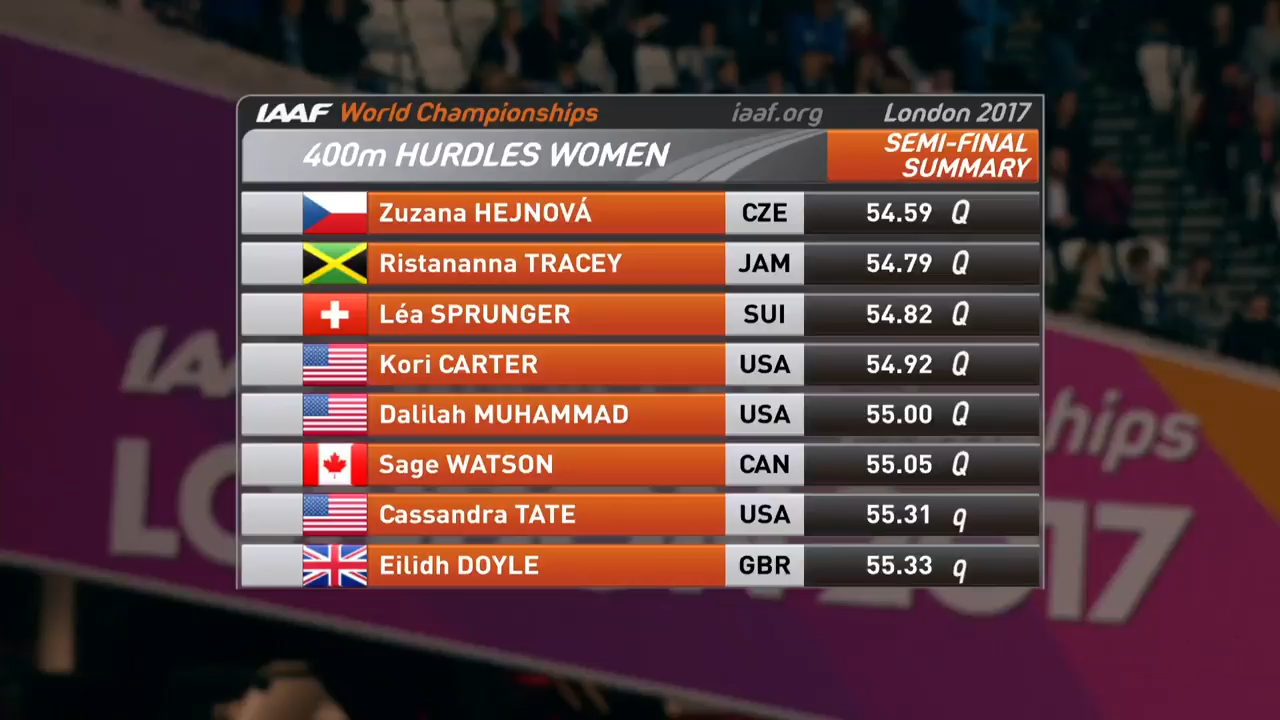 IAAF World Championships iaaf.org London 2017
400m HURDLES WOMEN SEMI-FINAL SUMMARY
Zuzana HEJNOVÁ CZE 54.59 Q
Ristananna TRACEY JAM 54.79 Q
Léa SPRUNGER SUI 54.82 Q
Kori CARTER USA 54.92 Q
Dalilah MUHAMMAD USA 55.00 Q
Sage WATSON CAN 55.05 Q
Cassandra TATE USA 55.31 q
Eilidh DOYLE GBR 55.33 q